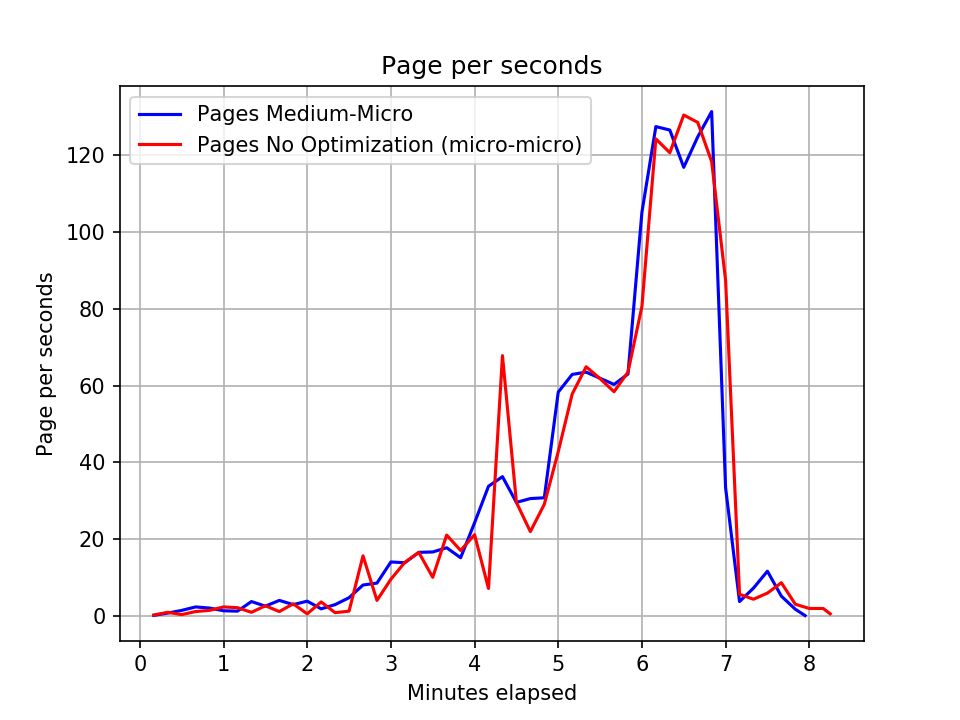 Page per seconds
Pages Medium-Micro
Pages No Optimization (micro-micro)
120
100
80
60
40
20
0
Page per seconds
0 1 2 3 4 5 6 7 8
Minutes elapsed